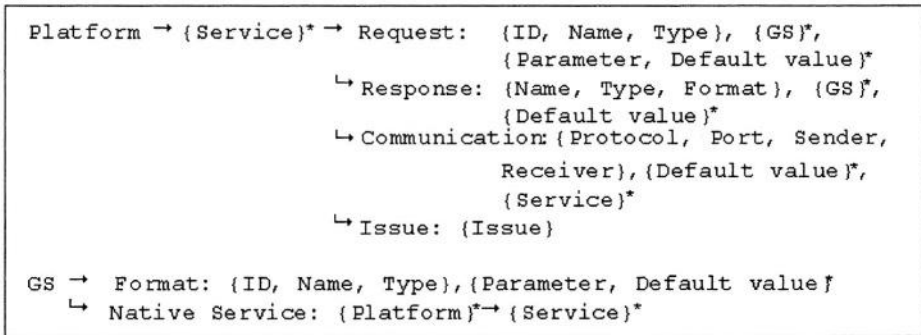 Platform → {Service}* → Request: {ID, Name, Type}, {GS}*,
{Parameter, Default value}*
↳ Response: {Name, Type, Format}, {GS}*,
{Default value}*
↳ Communication: {Protocol, Port, Sender,
Receiver}, {Default value}*,
{Service}*
↳ Issue: {Issue}
GS → Format: {ID, Name, Type}, {Parameter, Default value}*
↳ Native Service: {Platform}* → {Service}*